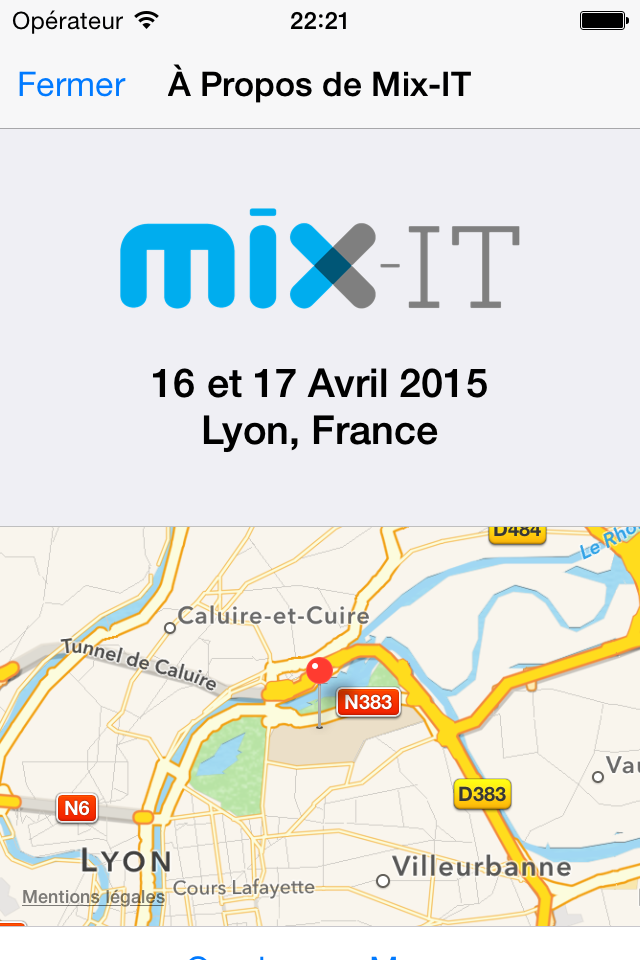 Opérateur 22:21
Fermer À Propos de Mix-IT
mix-IT
16 et 17 Avril 2015
Lyon, France
D484
Le Rho
Caluire-et-Cuire
Tunnel de Caluire
N383
Vau
D383
N6
LYON
Villeurbanne
Cours Lafayette
Mentions légales